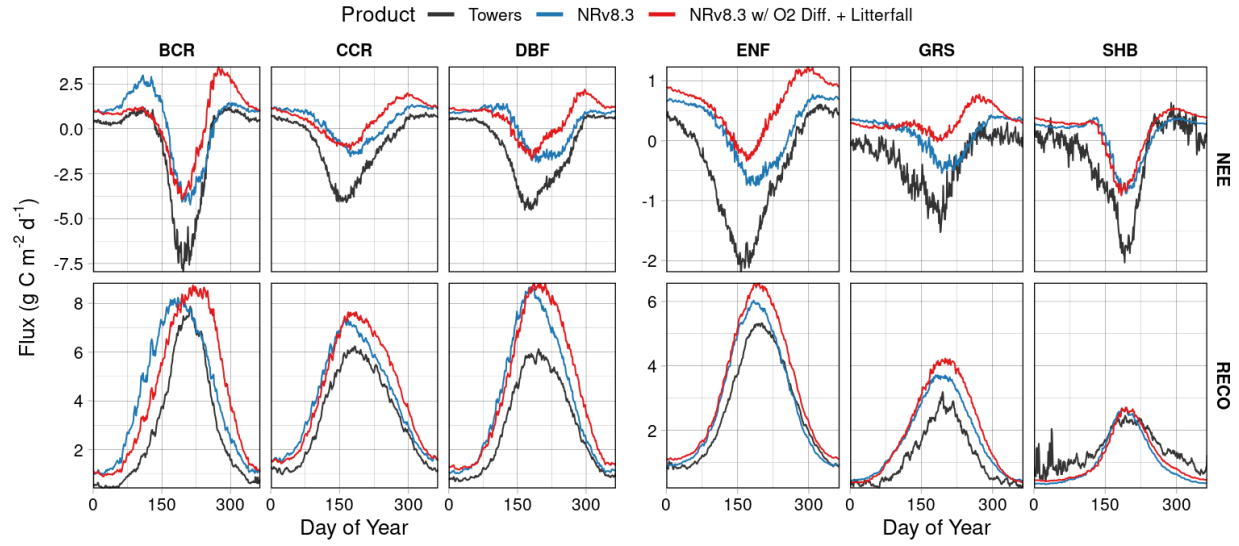 Product Towers NRv8.3 NRv8.3 w/ O2 Diff. + Litterfall
BCR CCR DBF ENF GRS SHB
2.5
0.0
-2.5
-5.0
-7.5
1
0
-1
-2
NEE
Flux (g C m⁻² d⁻¹)
8
6
4
2
6
4
2
RECO
0 150 300 0 150 300 0 150 300 0 150 300 0 150 300 0 150 300
Day of Year Day of Year